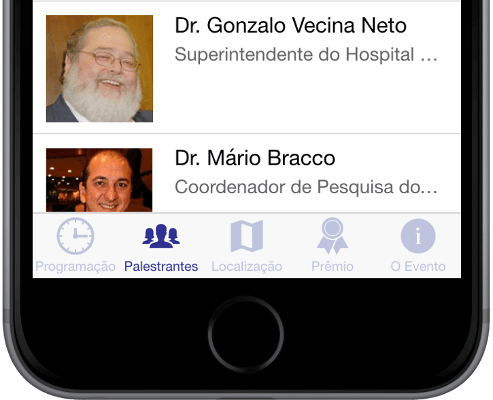 Dr. Gonzalo Vecina Neto
Superintendente do Hospital ...
Dr. Mário Bracco
Coordenador de Pesquisa do...
Programação
Palestrantes
Localização
Prêmio
O Evento